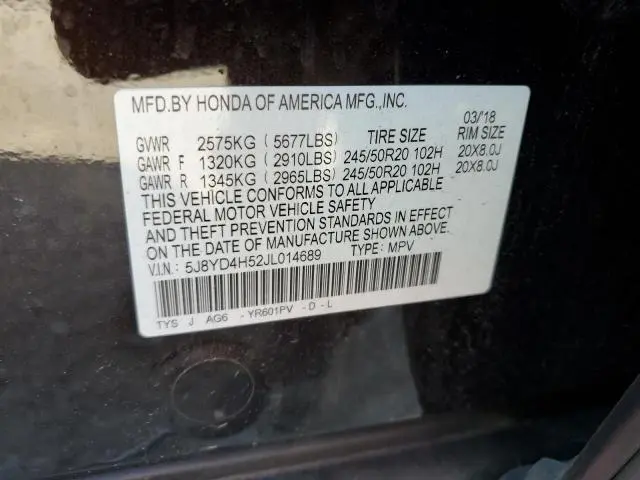 MFD.BY HONDA OF AMERICA MFG.,INC.
03/'18
GVWR 2575KG ( 5677LBS) TIRE SIZE RIM SIZE
GAWR F 1320KG ( 2910LBS) 245/50R20 102H 20X8.0J
GAWR R 1345KG ( 2965LBS) 245/50R20 102H 20X8.0J
THIS VEHICLE CONFORMS TO ALL APPLICABLE
FEDERAL MOTOR VEHICLE SAFETY
AND THEFT PREVENTION STANDARDS IN EFFECT
ON THE DATE OF MANUFACTURE SHOWN ABOVE.
V.I.N.: 5J8YD4H52JL014689 TYPE: MPV
TYS J AG6 - YR601PV - D - L